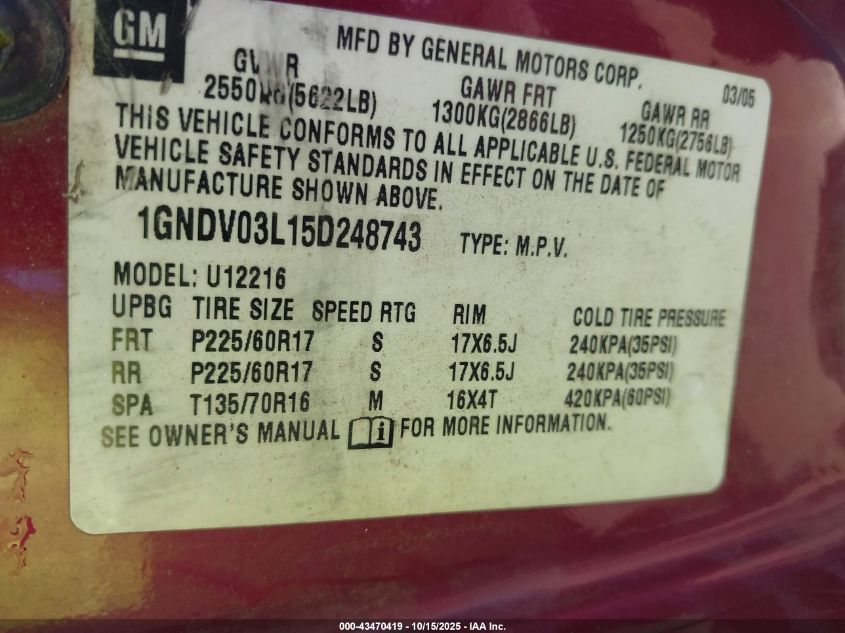 GM
MFD BY GENERAL MOTORS CORP.
03/05
GVWR GAWR FRT GAWR RR
2550KG(5622LB) 1300KG(2866LB) 1250KG(2756LB)
THIS VEHICLE CONFORMS TO ALL APPLICABLE U.S. FEDERAL MOTOR
VEHICLE SAFETY STANDARDS IN EFFECT ON THE DATE OF
MANUFACTURE SHOWN ABOVE.
1GNDV03L15D248743 TYPE: M.P.V.
MODEL: U12216
UPBG TIRE SIZE SPEED RTG RIM COLD TIRE PRESSURE
FRT P225/60R17 S 17X6.5J 240KPA(35PSI)
RR P225/60R17 S 17X6.5J 240KPA(35PSI)
SPA T135/70R16 M 16X4T 420KPA(60PSI)
SEE OWNER'S MANUAL i FOR MORE INFORMATION.
000-43470419 - 10/15/2025 - IAA Inc.